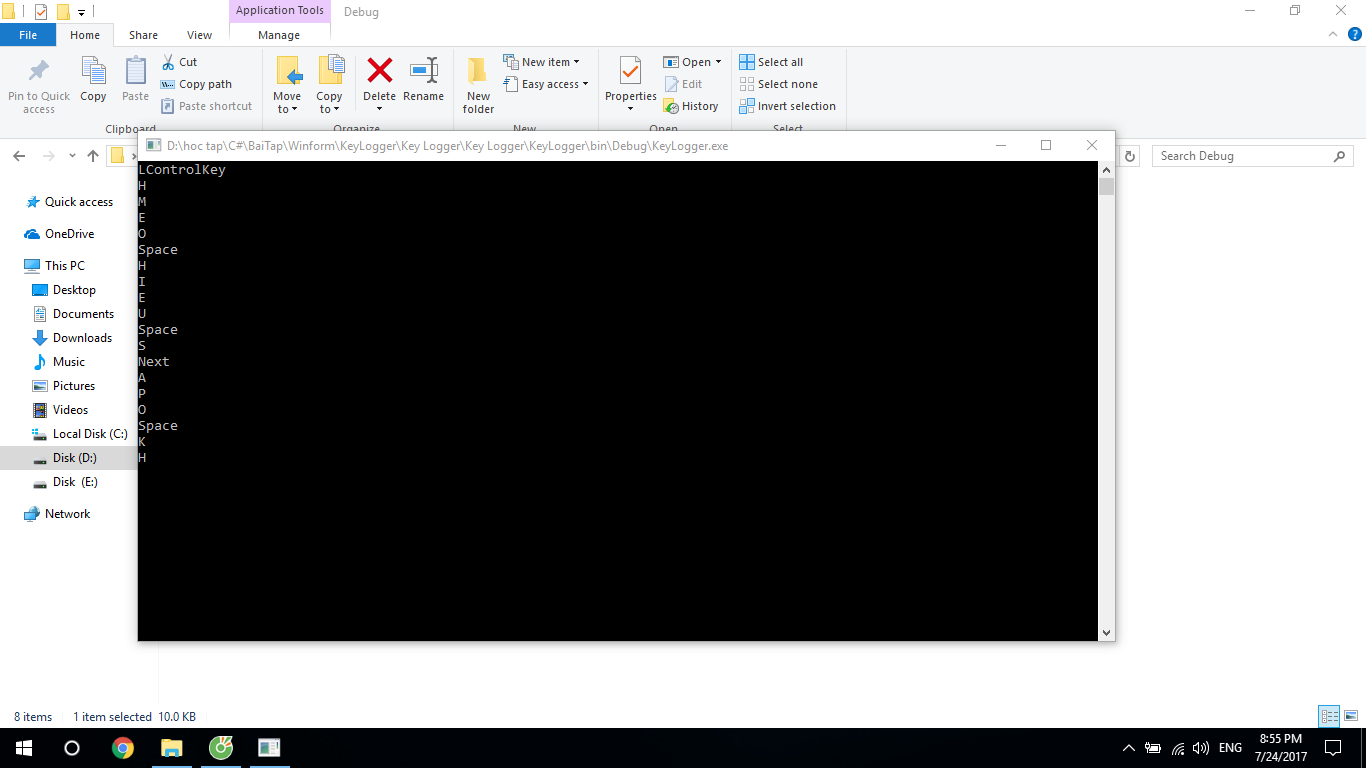 Application Tools
Debug
File
Home
Share
View
Manage
Pin to Quick access
Copy
Paste
Cut
Copy path
Paste shortcut
Clipboard
Move to
Copy to
Delete
Rename
Organize
New folder
New item
Easy access
New
Properties
Open
Edit
History
Open
Select all
Select none
Invert selection
Select
D:\hoc tap\C#\BaiTap\Winform\KeyLogger\Key Logger\Key Logger\KeyLogger\bin\Debug\KeyLogger.exe
Search Debug
LControlKey
H
M
E
O
Space
H
I
E
U
Space
S
Next
A
P
O
Space
K
H
Quick access
OneDrive
This PC
Desktop
Documents
Downloads
Music
Pictures
Videos
Local Disk (C:)
Disk (D:)
Disk (E:)
Network
8 items
1 item selected 10.0 KB
ENG
8:55 PM
7/24/2017